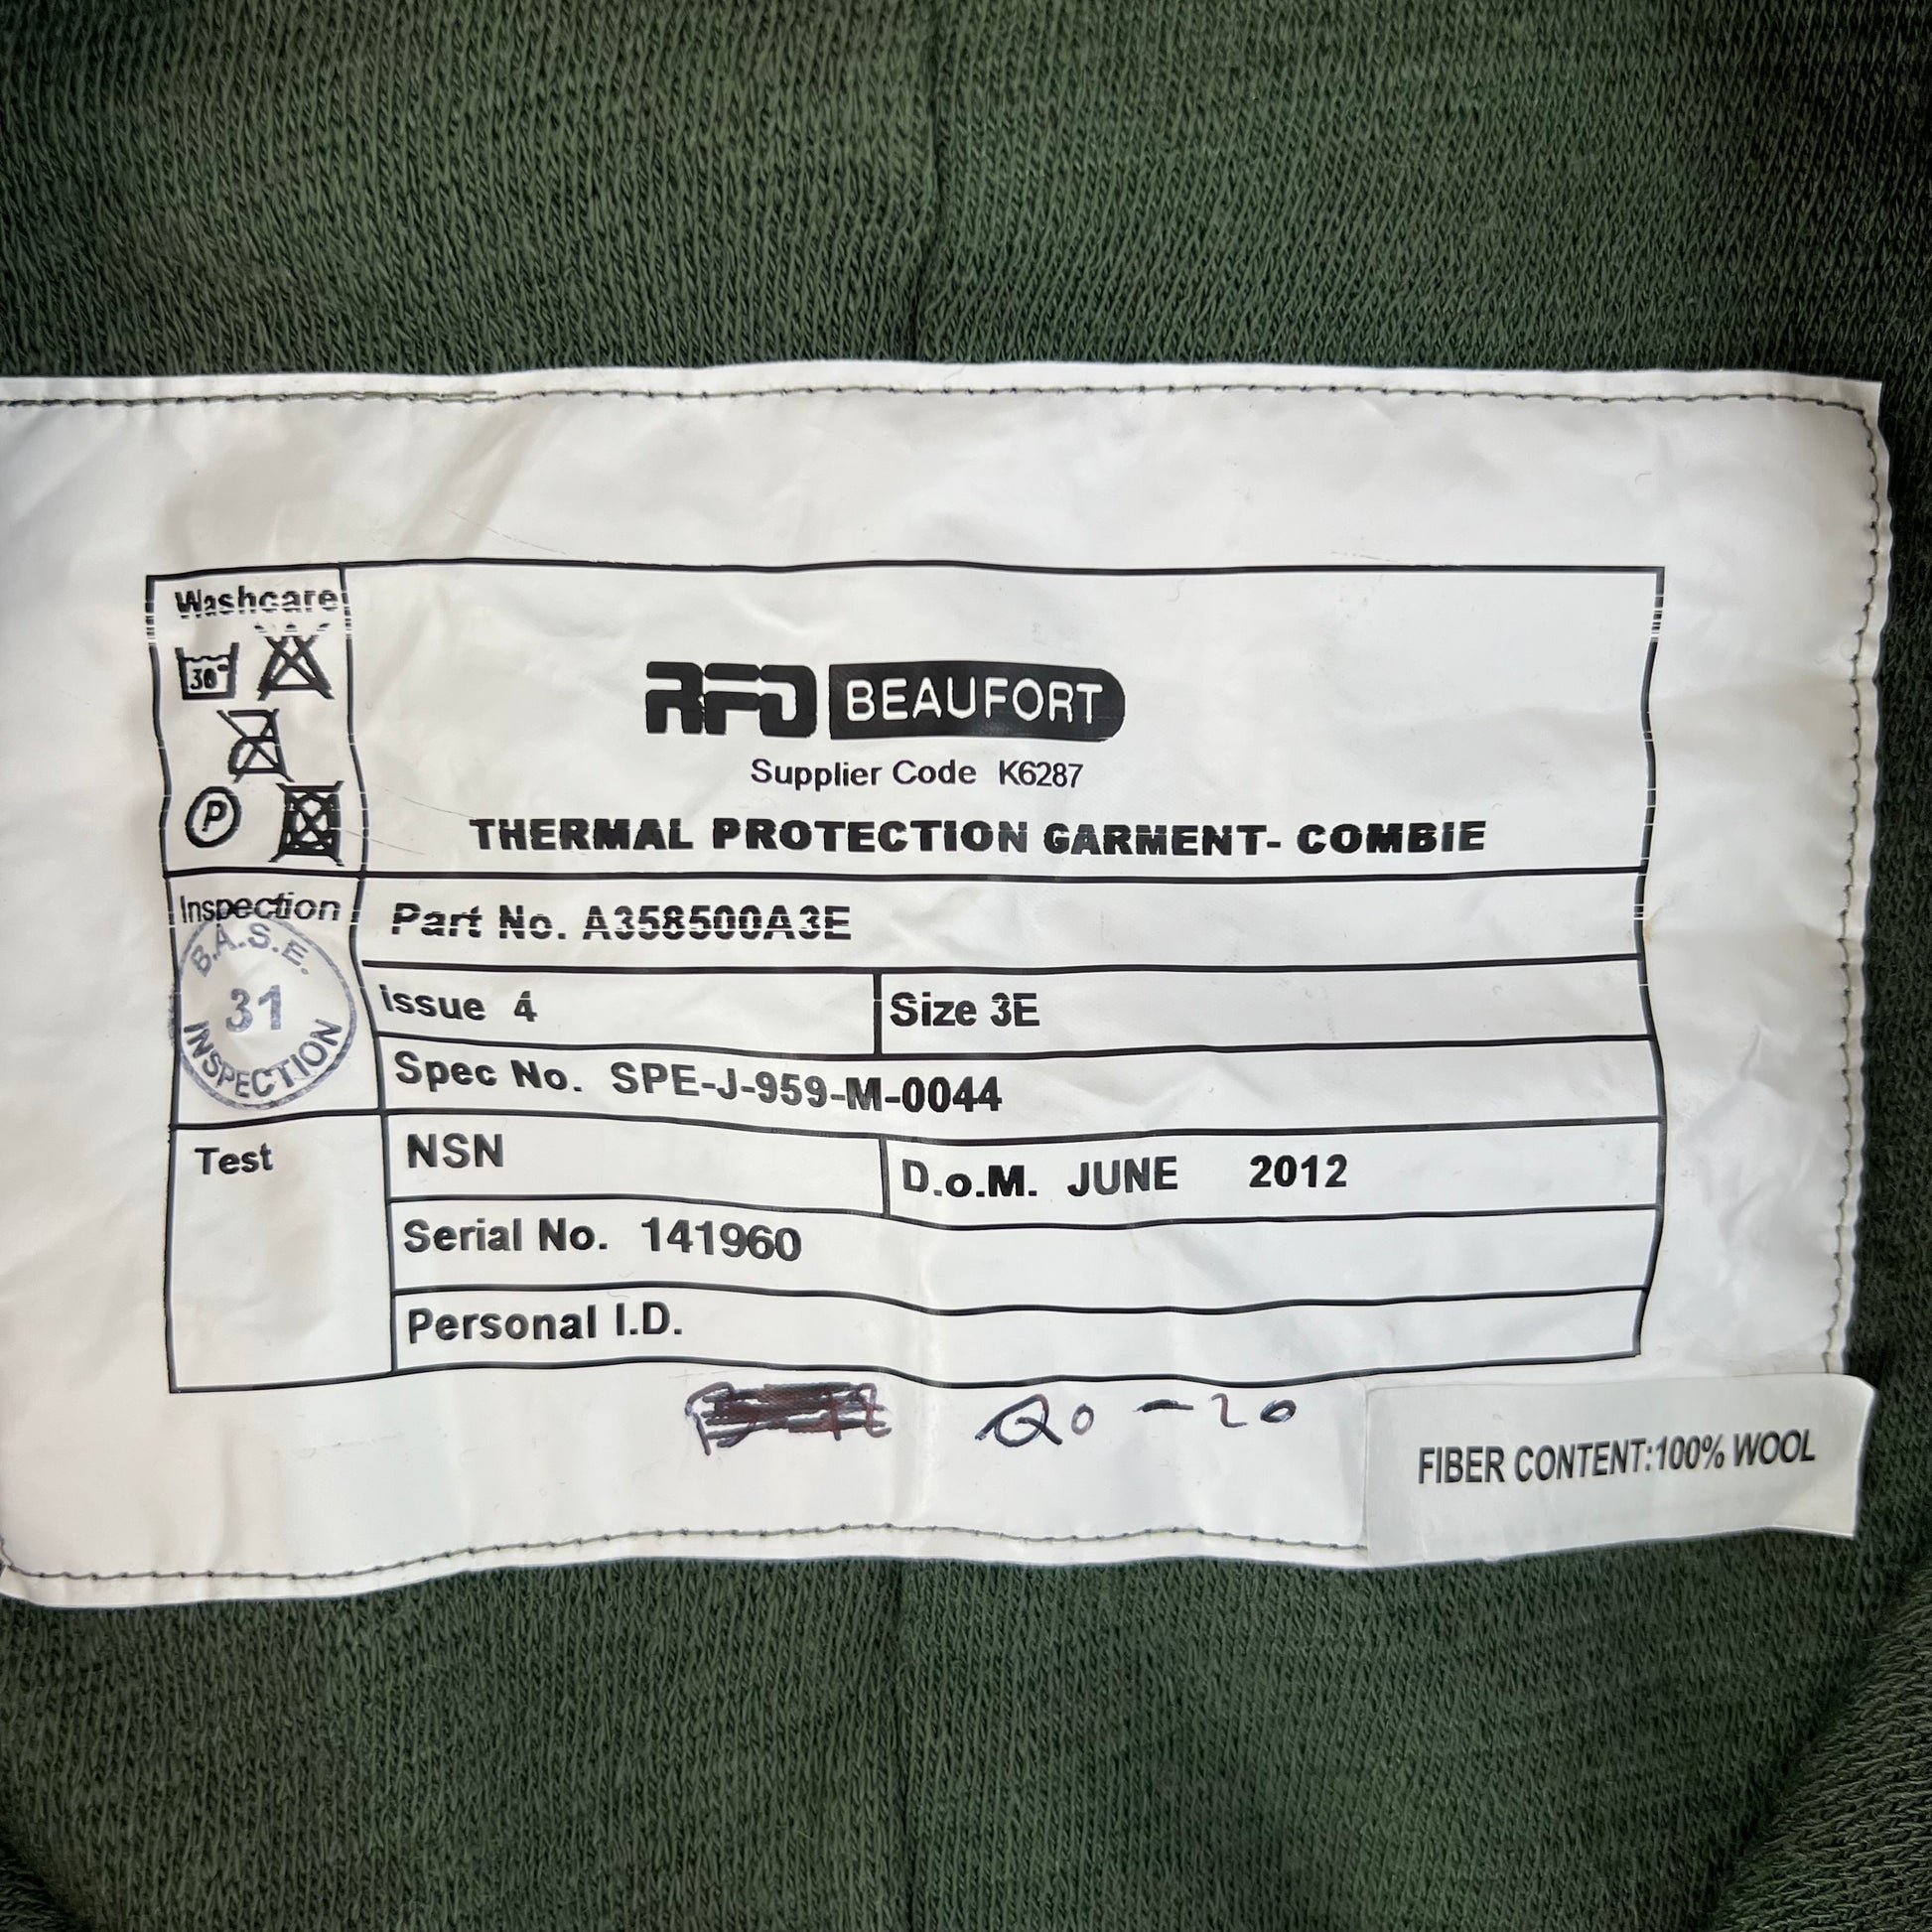 Washcare
30°
P
RFD BEAUFORT
Supplier Code K6287
THERMAL PROTECTION GARMENT- COMBIE
Inspection
B.A.S.E.
31
INSPECTION
Part No. A358500A3E
issue 4
Size 3E
Spec No. SPE-J-959-M-0044
Test
NSN
D.o.M. JUNE 2012
Serial No. 141960
Personal I.D.
Q0-20
FIBER CONTENT:100% WOOL